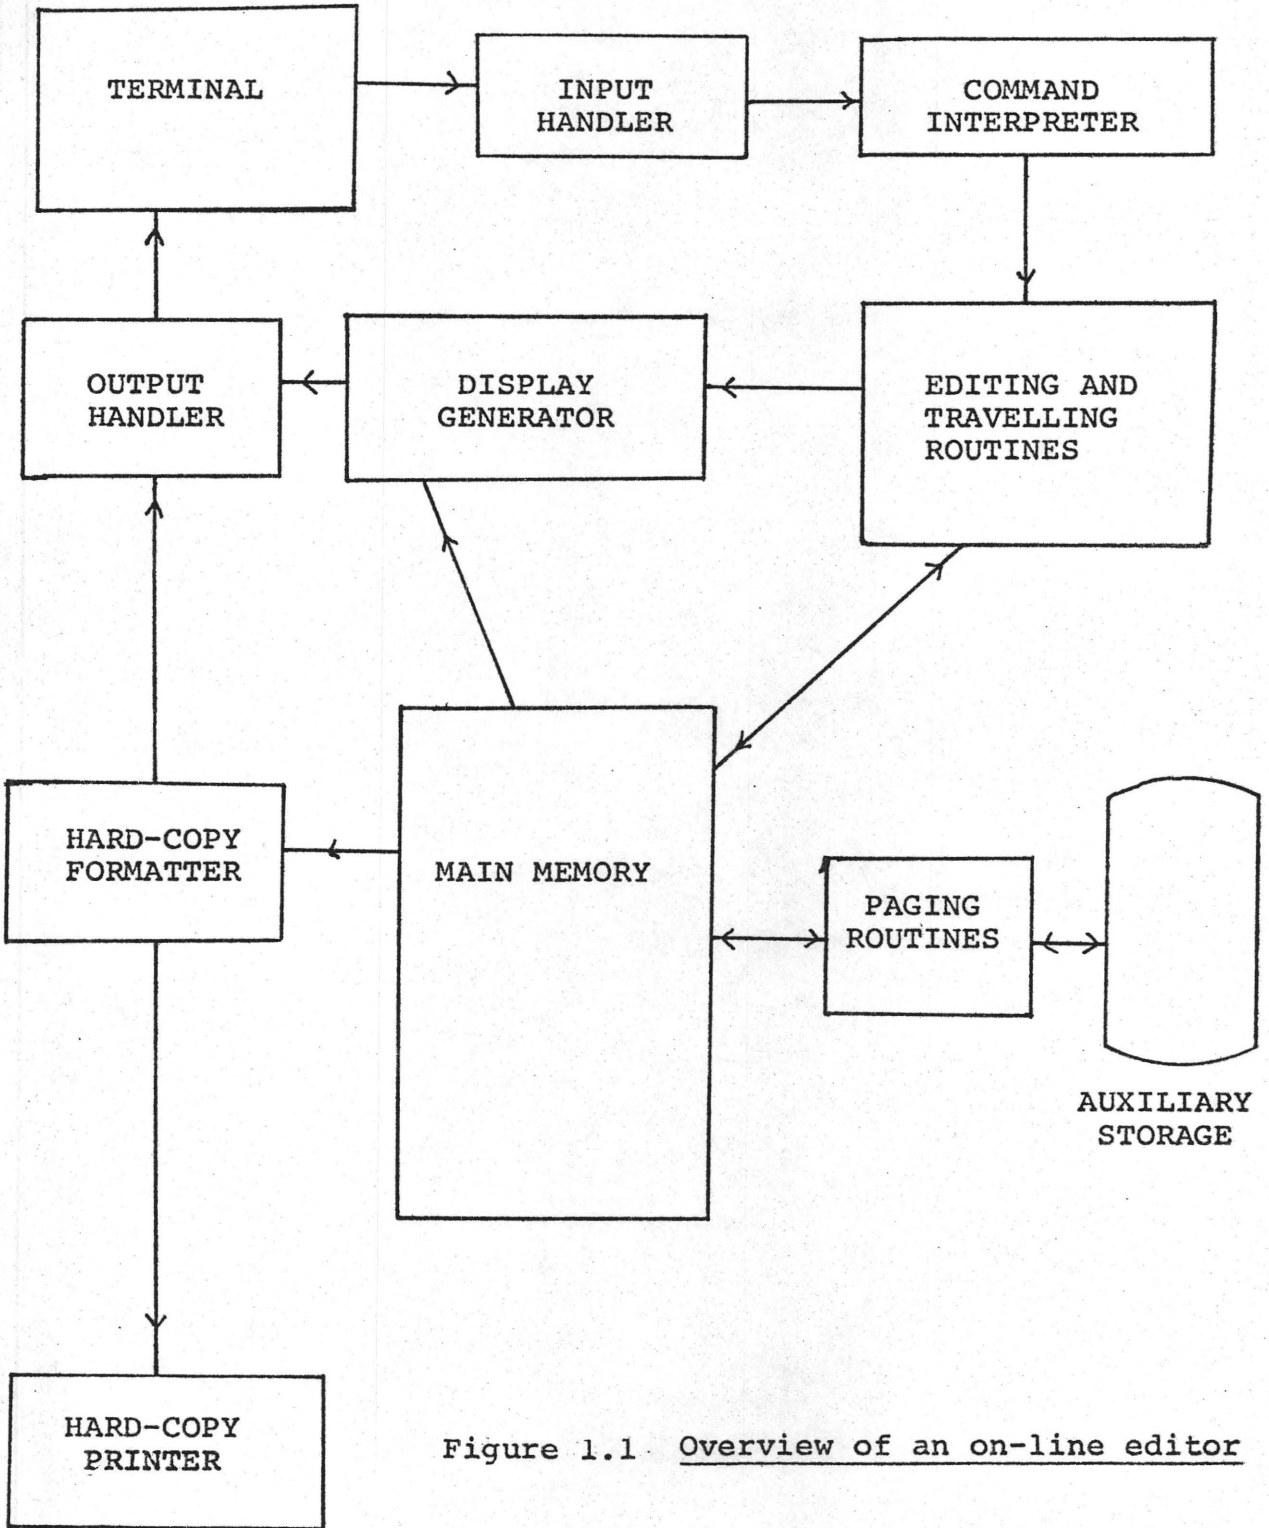 TERMINAL
INPUT
HANDLER
COMMAND
INTERPRETER
OUTPUT
HANDLER
DISPLAY
GENERATOR
EDITING AND
TRAVELLING
ROUTINES
HARD-COPY
FORMATTER
MAIN MEMORY
PAGING
ROUTINES
AUXILIARY
STORAGE
HARD-COPY
PRINTER
Figure 1.1 Overview of an on-line editor